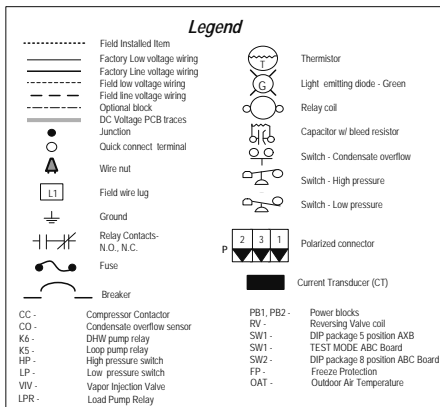 Legend
Field Installed Item
Factory Low voltage wiring
Factory Line voltage wiring
Field low voltage wiring
Field line voltage wiring
Optional block
DC Voltage PCB traces
Junction
Quick connect terminal
Wire nut
L1
Field wire lug
Ground
Relay Contacts-
N.O., N.C.
Fuse
Breaker
T
Thermistor
G
Light emitting diode - Green
Relay coil
Capacitor w/ bleed resistor
Switch - Condensate overflow
Switch - High pressure
Switch - Low pressure
P
2 3 1
Polarized connector
Current Transducer (CT)
CC - Compressor Contactor
CO - Condensate overflow sensor
K6 - DHW pump relay
K5 - Loop pump relay
HP - High pressure switch
LP - Low pressure switch
VIV - Vapor Injection Valve
LPR - Load Pump Relay
PB1, PB2 - Power blocks
RV - Reversing Valve coil
SW1 - DIP package 5 position AXB
SW1 - TEST MODE ABC Board
SW2 - DIP package 8 position ABC Board
FP - Freeze Protection
OAT - Outdoor Air Temperature